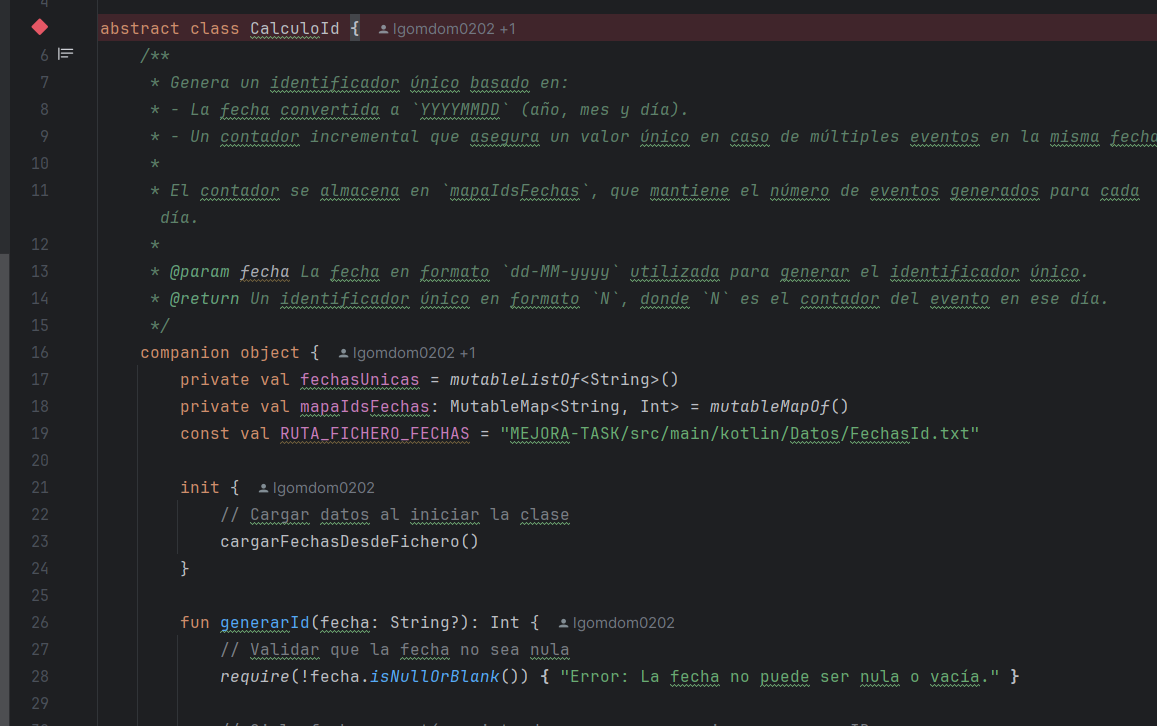 4
abstract class CalculoId { lgomdom0202 +1
6 /**
7 * Genera un identificador único basado en:
8 * - La fecha convertida a `YYYYMMDD` (año, mes y día).
9 * - Un contador incremental que asegura un valor único en caso de múltiples eventos en la misma fecha
10 *
11 * El contador se almacena en `mapaIdsFechas`, que mantiene el número de eventos generados para cada
día.
12 *
13 * @param fecha La fecha en formato `dd-MM-yyyy` utilizada para generar el identificador único.
14 * @return Un identificador único en formato `N`, donde `N` es el contador del evento en ese día.
15 */
16 companion object { lgomdom0202 +1
17 private val fechasUnicas = mutableListOf<String>()
18 private val mapaIdsFechas: MutableMap<String, Int> = mutableMapOf()
19 const val RUTA_FICHERO_FECHAS = "MEJORA-TASK/src/main/kotlin/Datos/FechasId.txt"
20
21 init { lgomdom0202
22 // Cargar datos al iniciar la clase
23 cargarFechasDesdeFichero()
24 }
25
26 fun generarId(fecha: String?): Int { lgomdom0202
27 // Validar que la fecha no sea nula
28 require(!fecha.isNullOrBlank()) { "Error: La fecha no puede ser nula o vacía." }
29